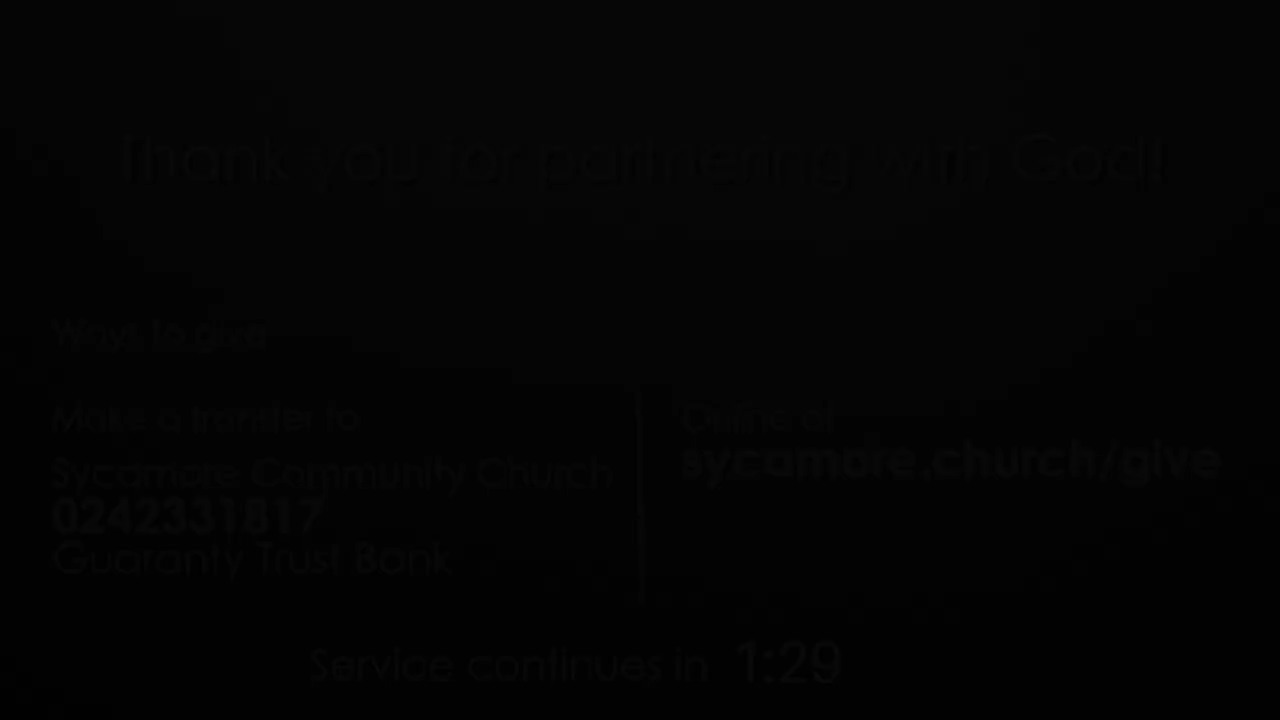 Thank you for partnering with God!
Ways to give
Make a transfer to
Sycamore Community Church
0242331817
Guaranty Trust Bank
Online at
sycamore.church/give
Service continues in 1:29